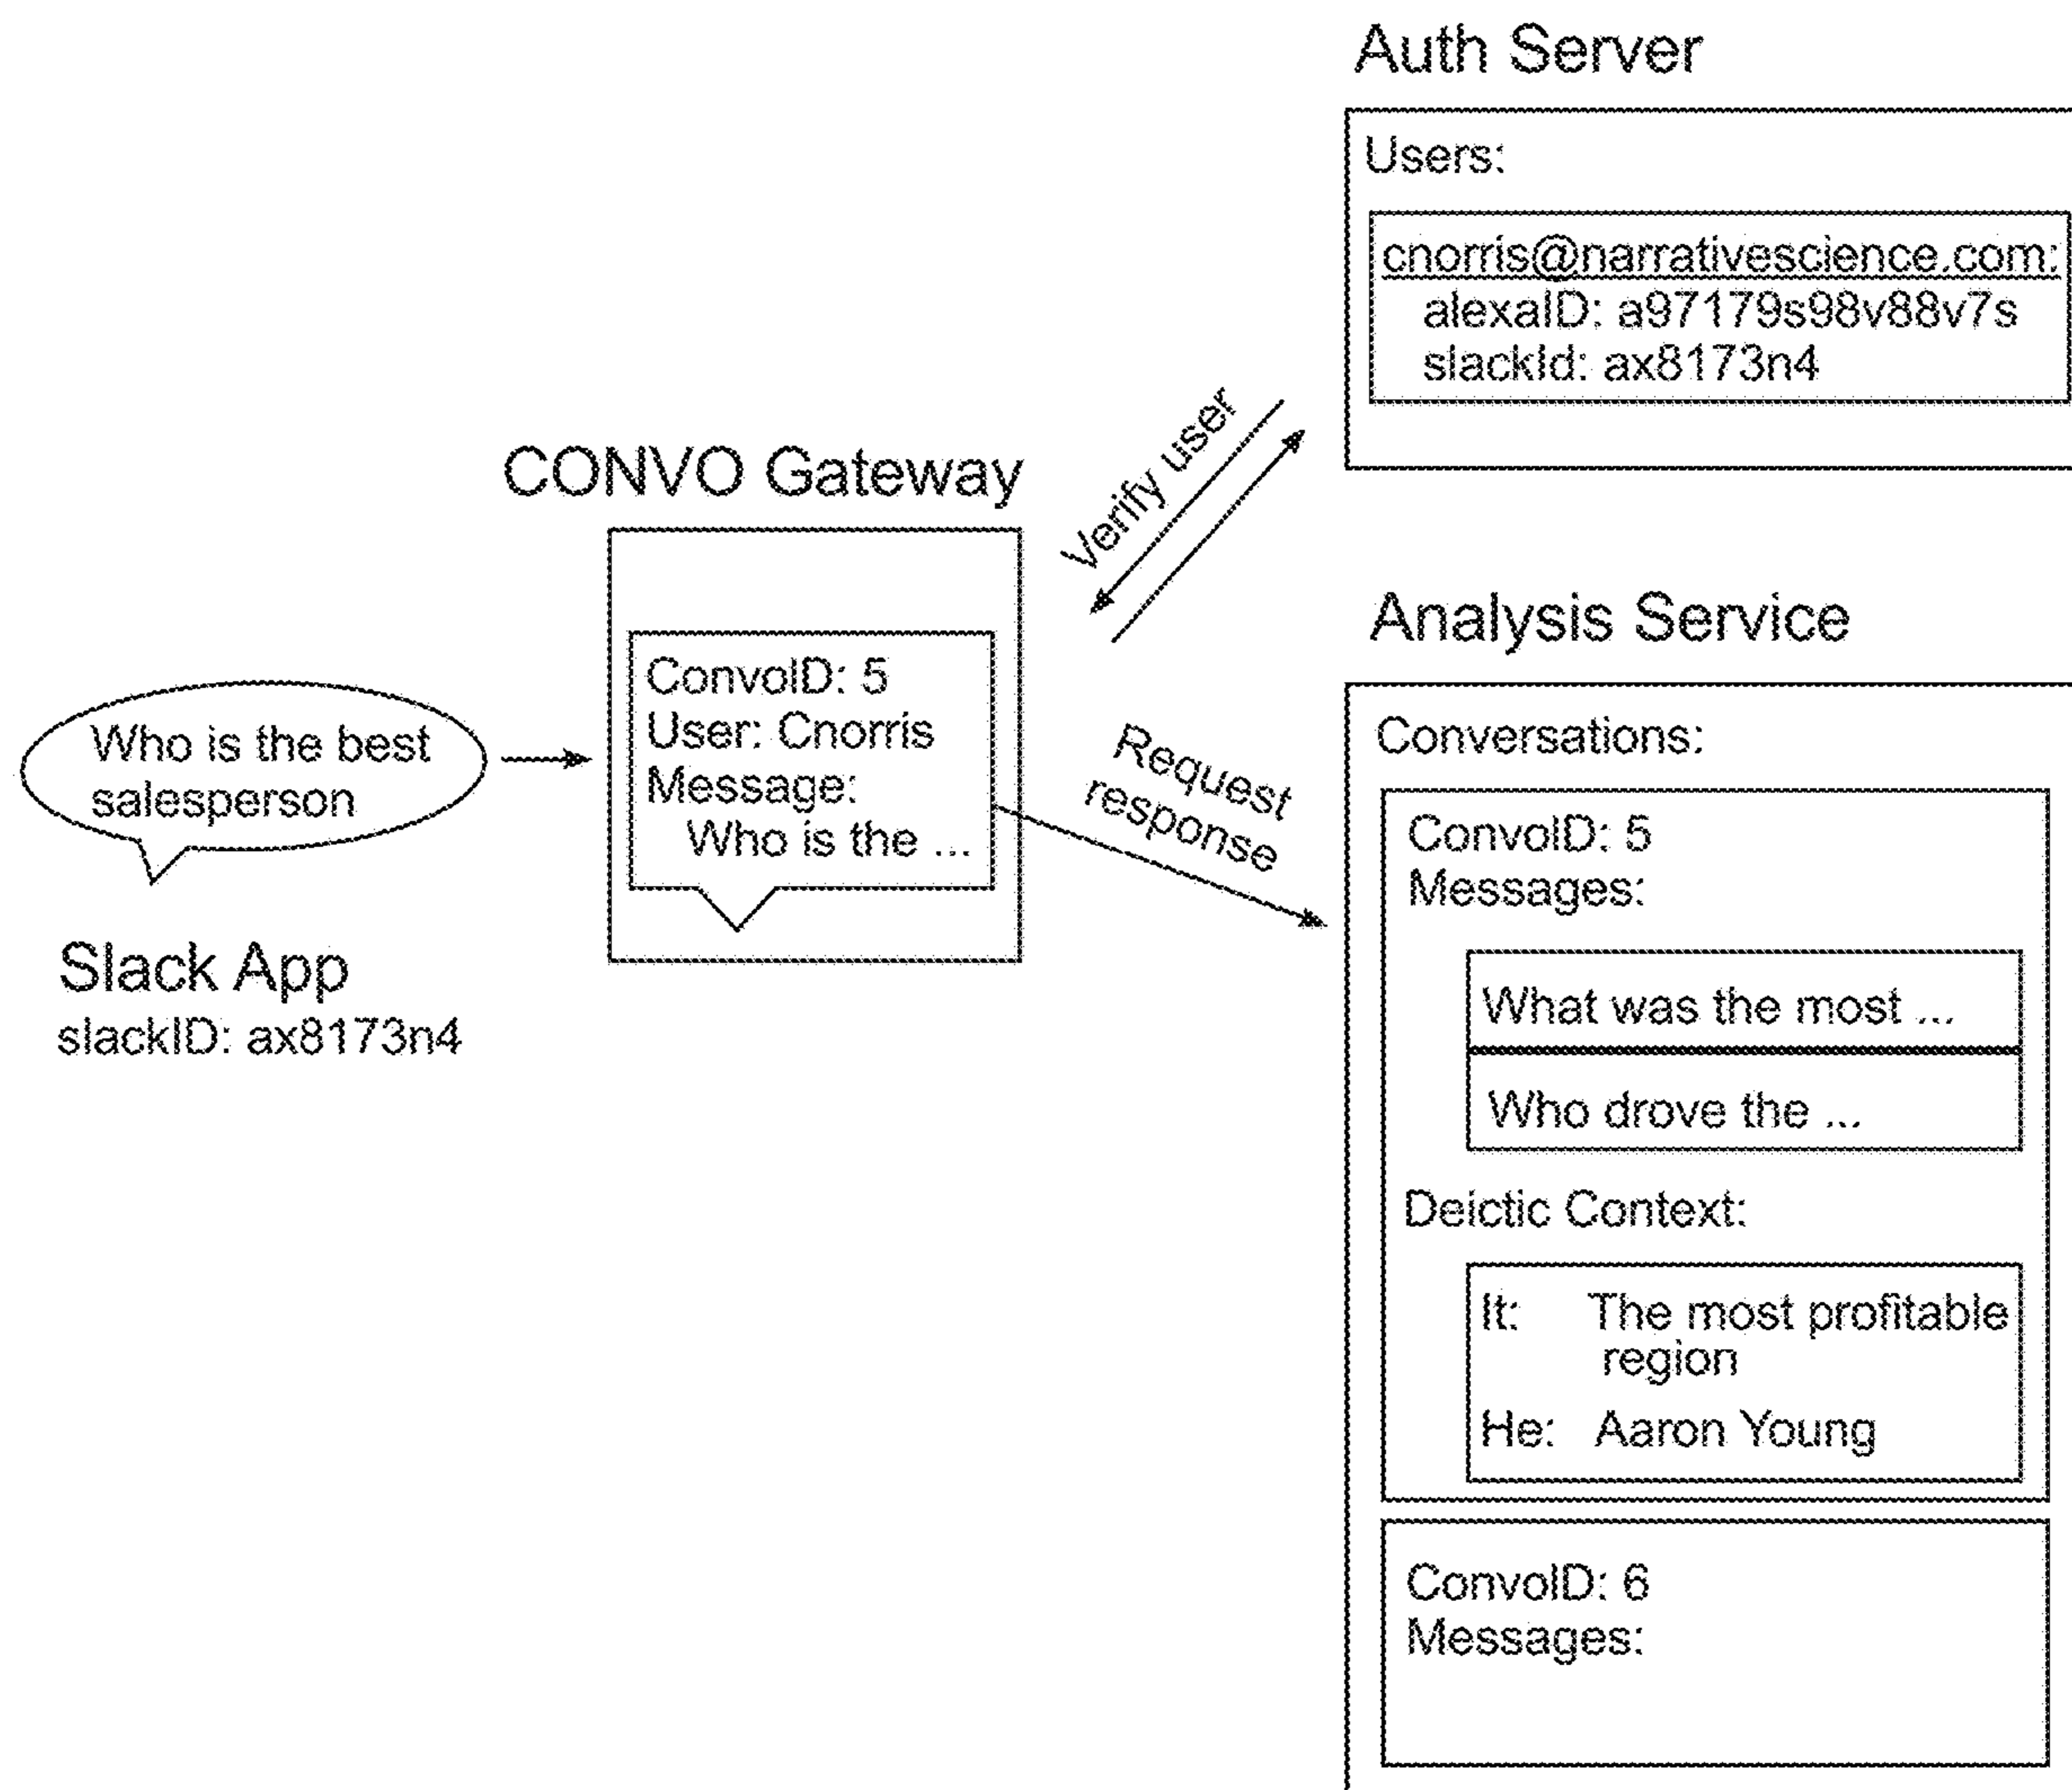 Auth Server
Users:
cnorris@narrativescience.com:
alexaID: a97179s98v88v7s
slackId: ax8173n4
CONVO Gateway
Verify user
ConvoID: 5
User: Cnorris
Message:
Who is the ...
Who is the best
salesperson
Slack App
slackID: ax8173n4
Request
response
Analysis Service
Conversations:
ConvoID: 5
Messages:
What was the most ...
Who drove the ...
Deictic Context:
It: The most profitable
region
He: Aaron Young
ConvoID: 6
Messages: